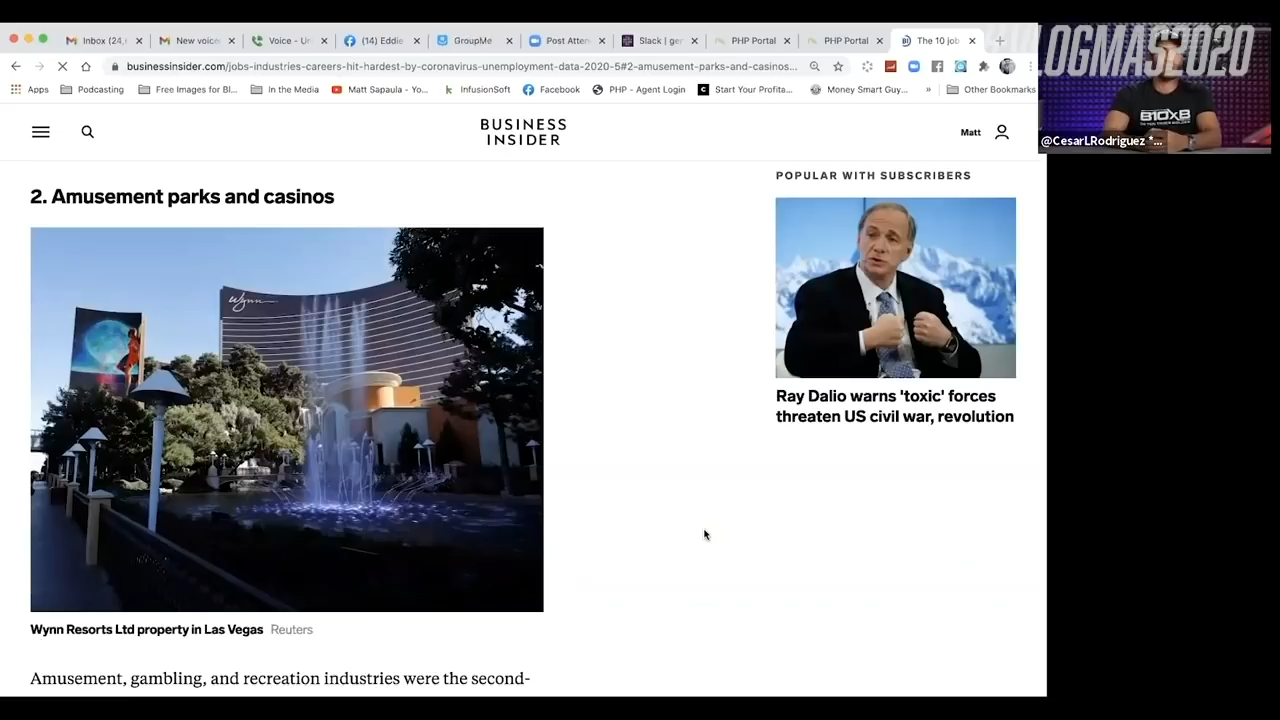 Inbox (24,
New voice
Voice - Un
(14) Eddie
GroupMe
Post Atten
Slack | ger
PHP Portal
PHP Portal
The 10 job
VLOGMAS2020
businessinsider.com/jobs-industries-careers-hit-hardest-by-coronavirus-unemployment-data-2020-5#2-amusement-parks-and-casinos...
Apps
Podcasting
Free Images for Bl...
In the Media
Matt Sapaula - Yo...
InfusionSoft
Facebook
PHP - Agent Login
Start Your Profita...
Money Smart Guy...
»
Other Bookmarks
B10XB
@CesarLRodriguez *...
BUSINESS
INSIDER
Matt
2. Amusement parks and casinos
POPULAR WITH SUBSCRIBERS
Wynn
Ray Dalio warns 'toxic' forces
threaten US civil war, revolution
Wynn Resorts Ltd property in Las Vegas Reuters
Amusement, gambling, and recreation industries were the second-